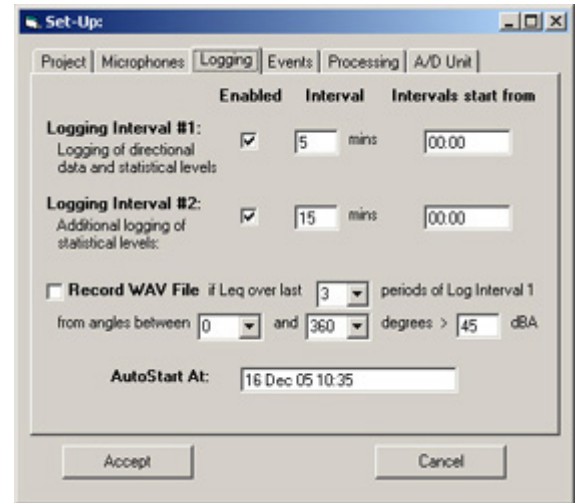 Set-Up:
Project Microphones Logging Events Processing A/D Unit
Enabled Interval Intervals start from
Logging Interval #1: 5 mins 00:00
Logging of directional
data and statistical levels
Logging Interval #2: 15 mins 00:00
Additional logging of
statistical levels:
Record WAV File if Leq over last 3 periods of Log Interval 1
from angles between 0 and 360 degrees > 45 dBA
AutoStart At: 16 Dec 05 10:35
Accept Cancel